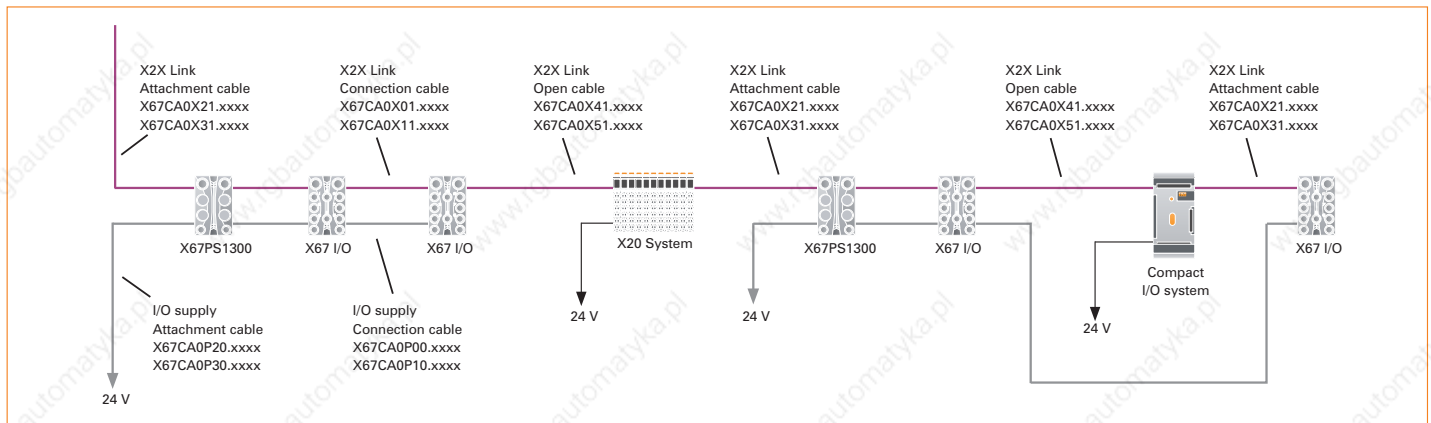 X2X Link
Attachment cable
X67CA0X21.xxxx
X67CA0X31.xxxx
X2X Link
Connection cable
X67CA0X01.xxxx
X67CA0X11.xxxx
X2X Link
Open cable
X67CA0X41.xxxx
X67CA0X51.xxxx
X2X Link
Attachment cable
X67CA0X21.xxxx
X67CA0X31.xxxx
X2X Link
Open cable
X67CA0X41.xxxx
X67CA0X51.xxxx
X2X Link
Attachment cable
X67CA0X21.xxxx
X67CA0X31.xxxx
X67PS1300
X67 I/O
X67 I/O
X20 System
X67PS1300
X67 I/O
Compact
I/O system
X67 I/O
I/O supply
Attachment cable
X67CA0P20.xxxx
X67CA0P30.xxxx
I/O supply
Connection cable
X67CA0P00.xxxx
X67CA0P10.xxxx
24 V
24 V
24 V
24 V
www.rgbautomatyka.pl